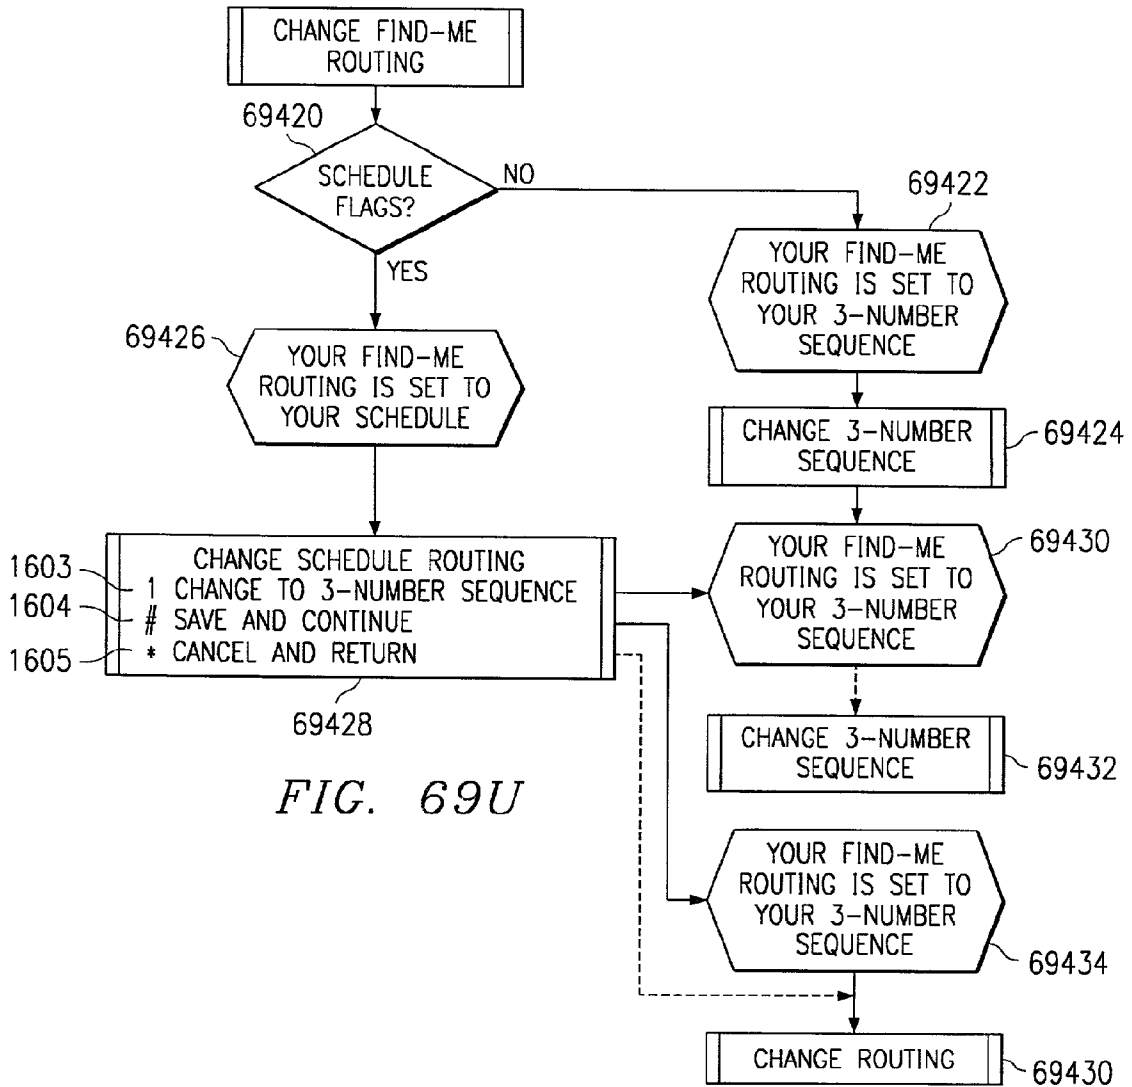 CHANGE FIND-ME
ROUTING
69420
SCHEDULE
FLAGS?
NO
YES
69422
YOUR FIND-ME
ROUTING IS SET TO
YOUR 3-NUMBER
SEQUENCE
69426
YOUR FIND-ME
ROUTING IS SET TO
YOUR SCHEDULE
CHANGE 3-NUMBER
SEQUENCE
69424
CHANGE SCHEDULE ROUTING
1603
1 CHANGE TO 3-NUMBER SEQUENCE
1604
# SAVE AND CONTINUE
1605
* CANCEL AND RETURN
69428
YOUR FIND-ME
ROUTING IS SET TO
YOUR 3-NUMBER
SEQUENCE
69430
CHANGE 3-NUMBER
SEQUENCE
69432
FIG. 69U
YOUR FIND-ME
ROUTING IS SET TO
YOUR 3-NUMBER
SEQUENCE
69434
CHANGE ROUTING
69430